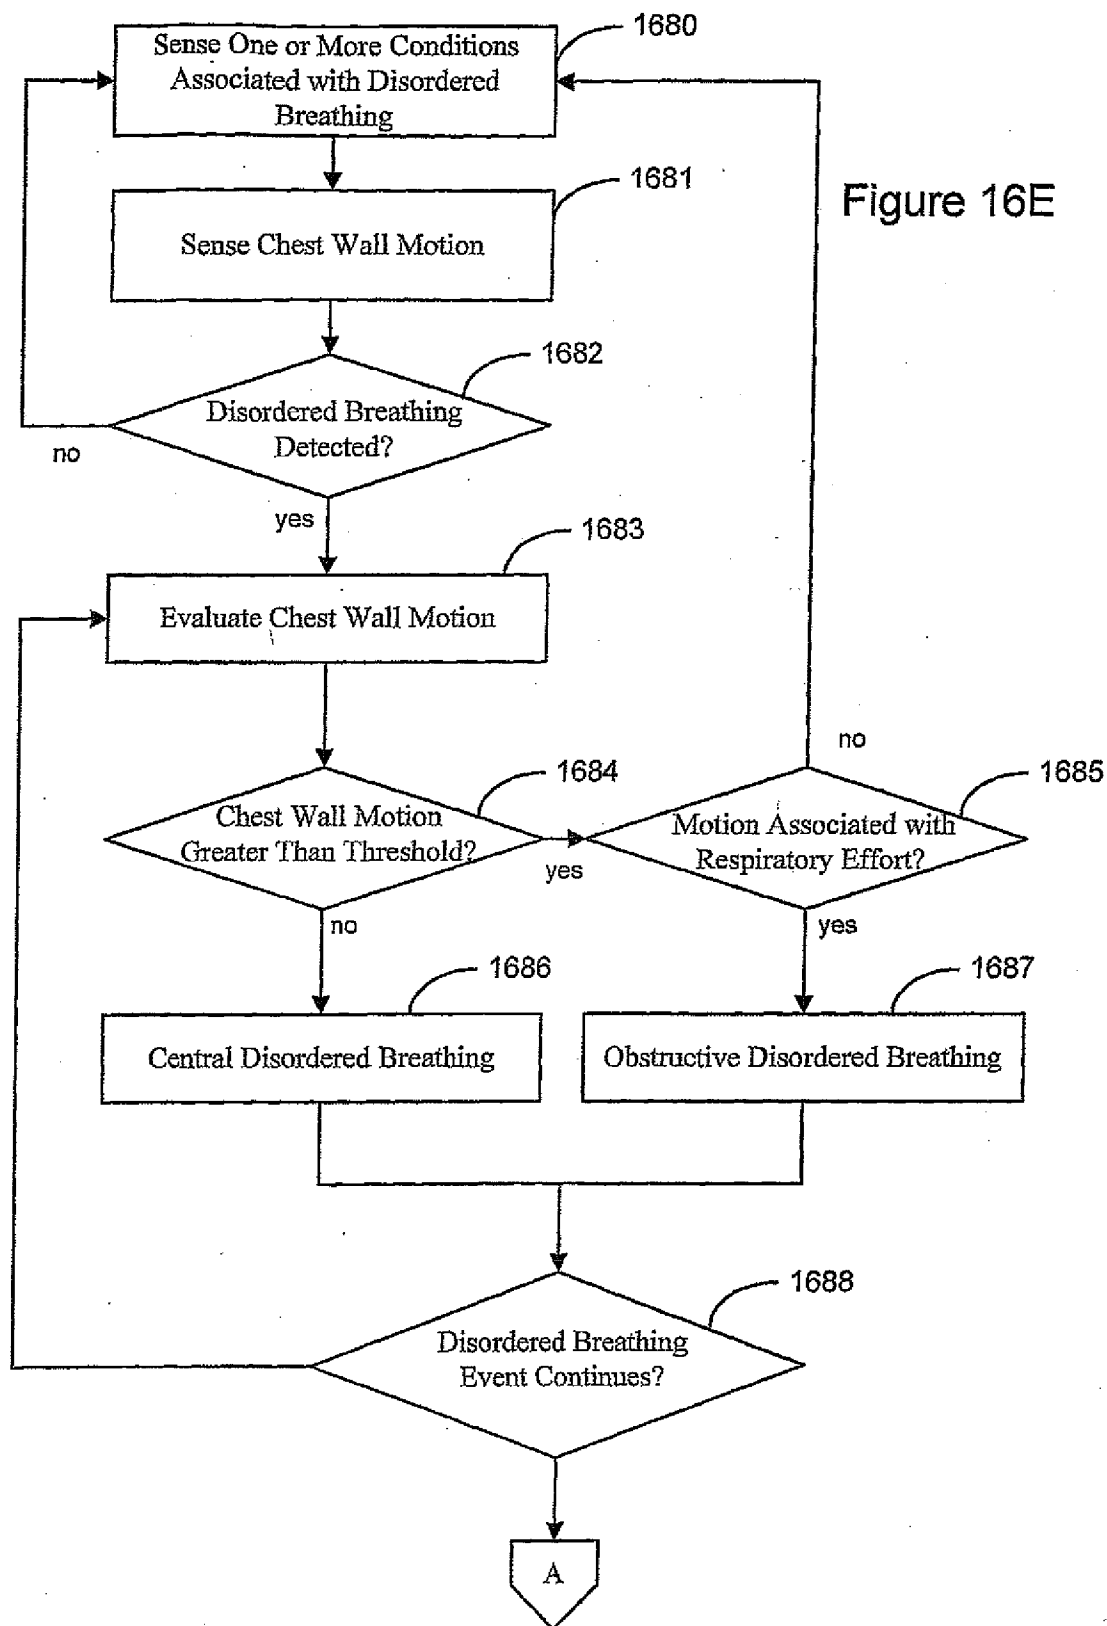 1680
Sense One or More Conditions
Associated with Disordered
Breathing
1681
Figure 16E
Sense Chest Wall Motion
1682
Disordered Breathing
Detected?
no
yes
1683
Evaluate Chest Wall Motion
no
1684
1685
Chest Wall Motion
Greater Than Threshold?
yes
Motion Associated with
Respiratory Effort?
no
yes
1686
1687
Central Disordered Breathing
Obstructive Disordered Breathing
1688
Disordered Breathing
Event Continues?
A